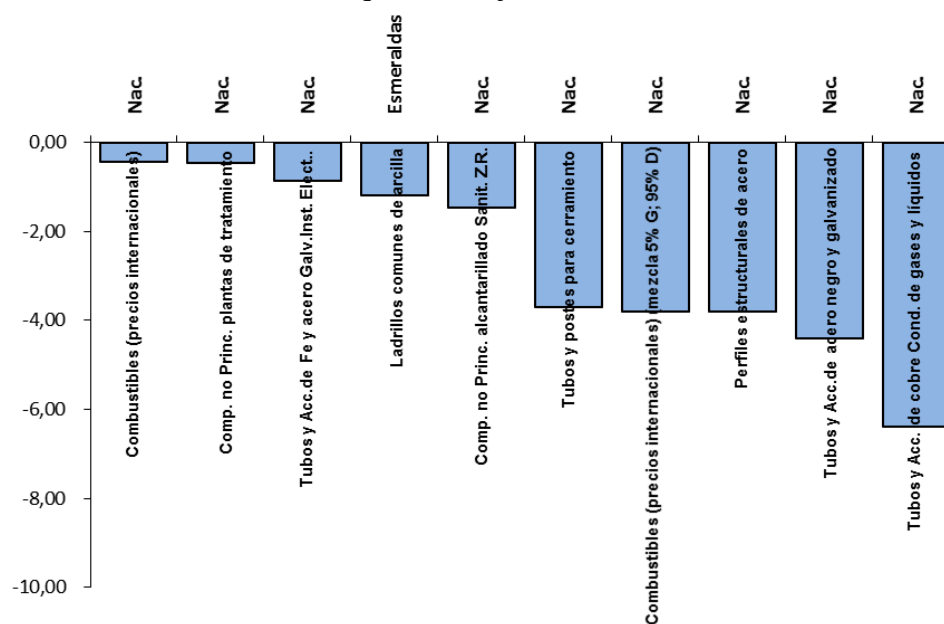 Nac.
Nac.
Nac.
Esmeraldas
Nac.
Nac.
Nac.
Nac.
Nac.
Nac.
0,00
-2,00
-4,00
-6,00
-8,00
-10,00
Combustibles (precios internacionales)
Comp. no Princ. plantas de tratamiento
Tubos y Acc.de Fe y acero Galv.Inst. Elect..
Ladrillos comunes de arcilla
Comp. no Princ. alcantarillado Sanit. Z.R.
Tubos y postes para cerramiento
Combustibles (precios internacionales) (mezcla 5% G; 95% D)
Perfiles estructurales de acero
Tubos y Acc.de acero negro y galvanizado
Tubos y Acc. de cobre Cond. de gases y líquidos